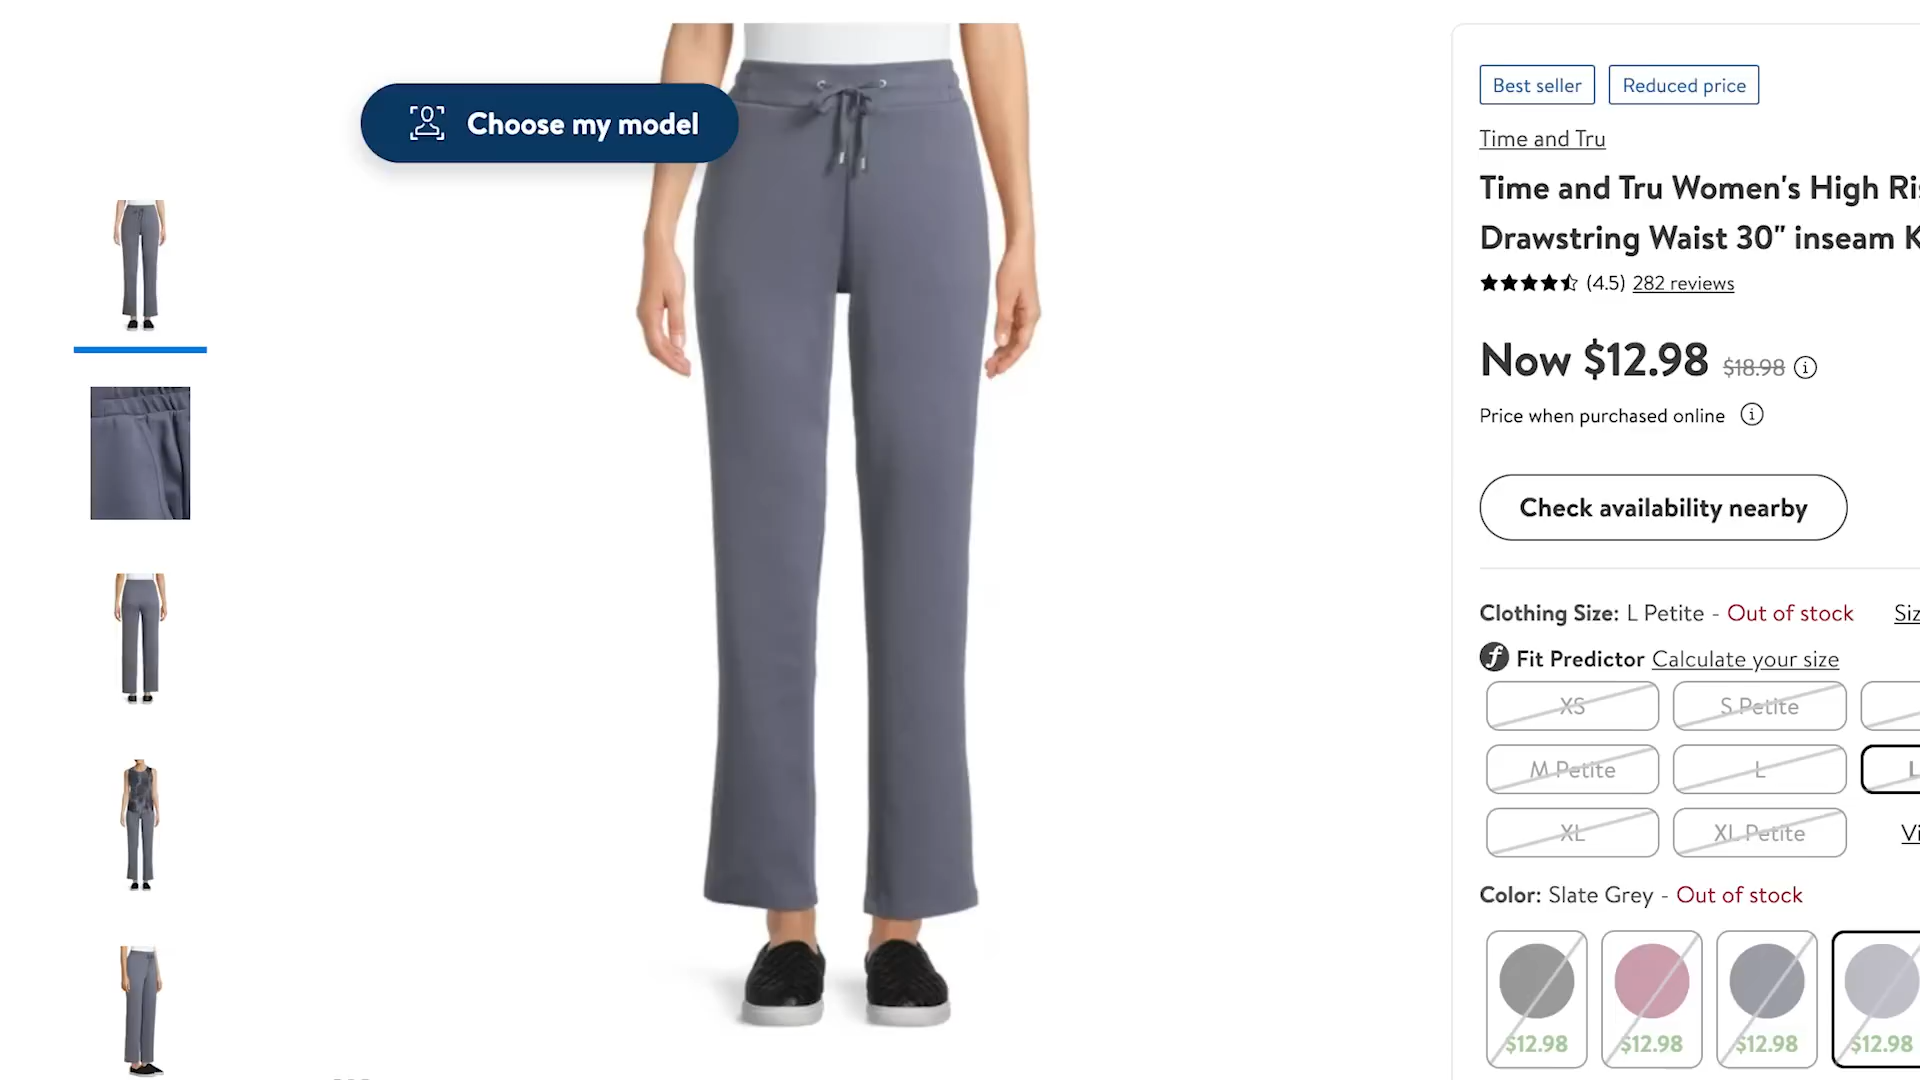 Choose my model
Best seller
Reduced price
Time and Tru
Time and Tru Women's High
Drawstring Waist 30" inseam
(4.5) 282 reviews
Now $12.98 $18.98
Price when purchased online
Check availability nearby
Clothing Size: L Petite - Out of stock
Fit Predictor Calculate your size
XS
S Petite
M Petite
L
XL
XL Petite
Color: Slate Grey - Out of stock
$12.98
$12.98
$12.98
$12.98